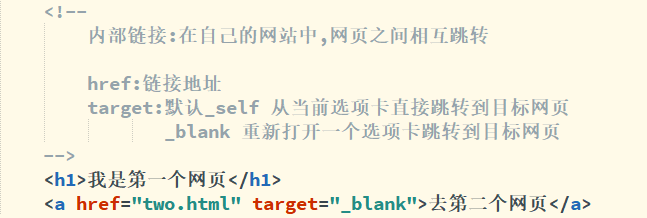 <!--
内部链接:在自己的网站中,网页之间相互跳转
href:链接地址
target:默认_self 从当前选项卡直接跳转到目标网页
_blank 重新打开一个选项卡跳转到目标网页
-->
<h1>我是第一个网页</h1>
<a href="two.html" target="_blank">去第二个网页</a>